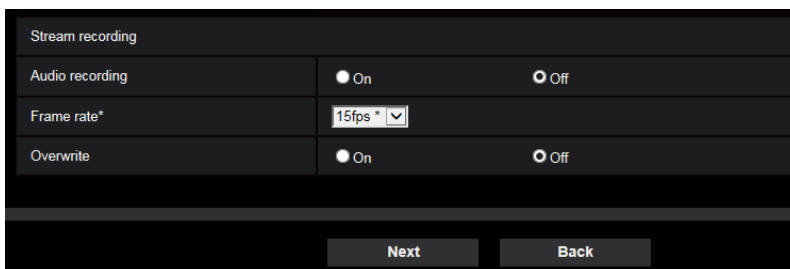 Stream recording
Audio recording On Off
Frame rate* 15fps *
Overwrite On Off
Next Back